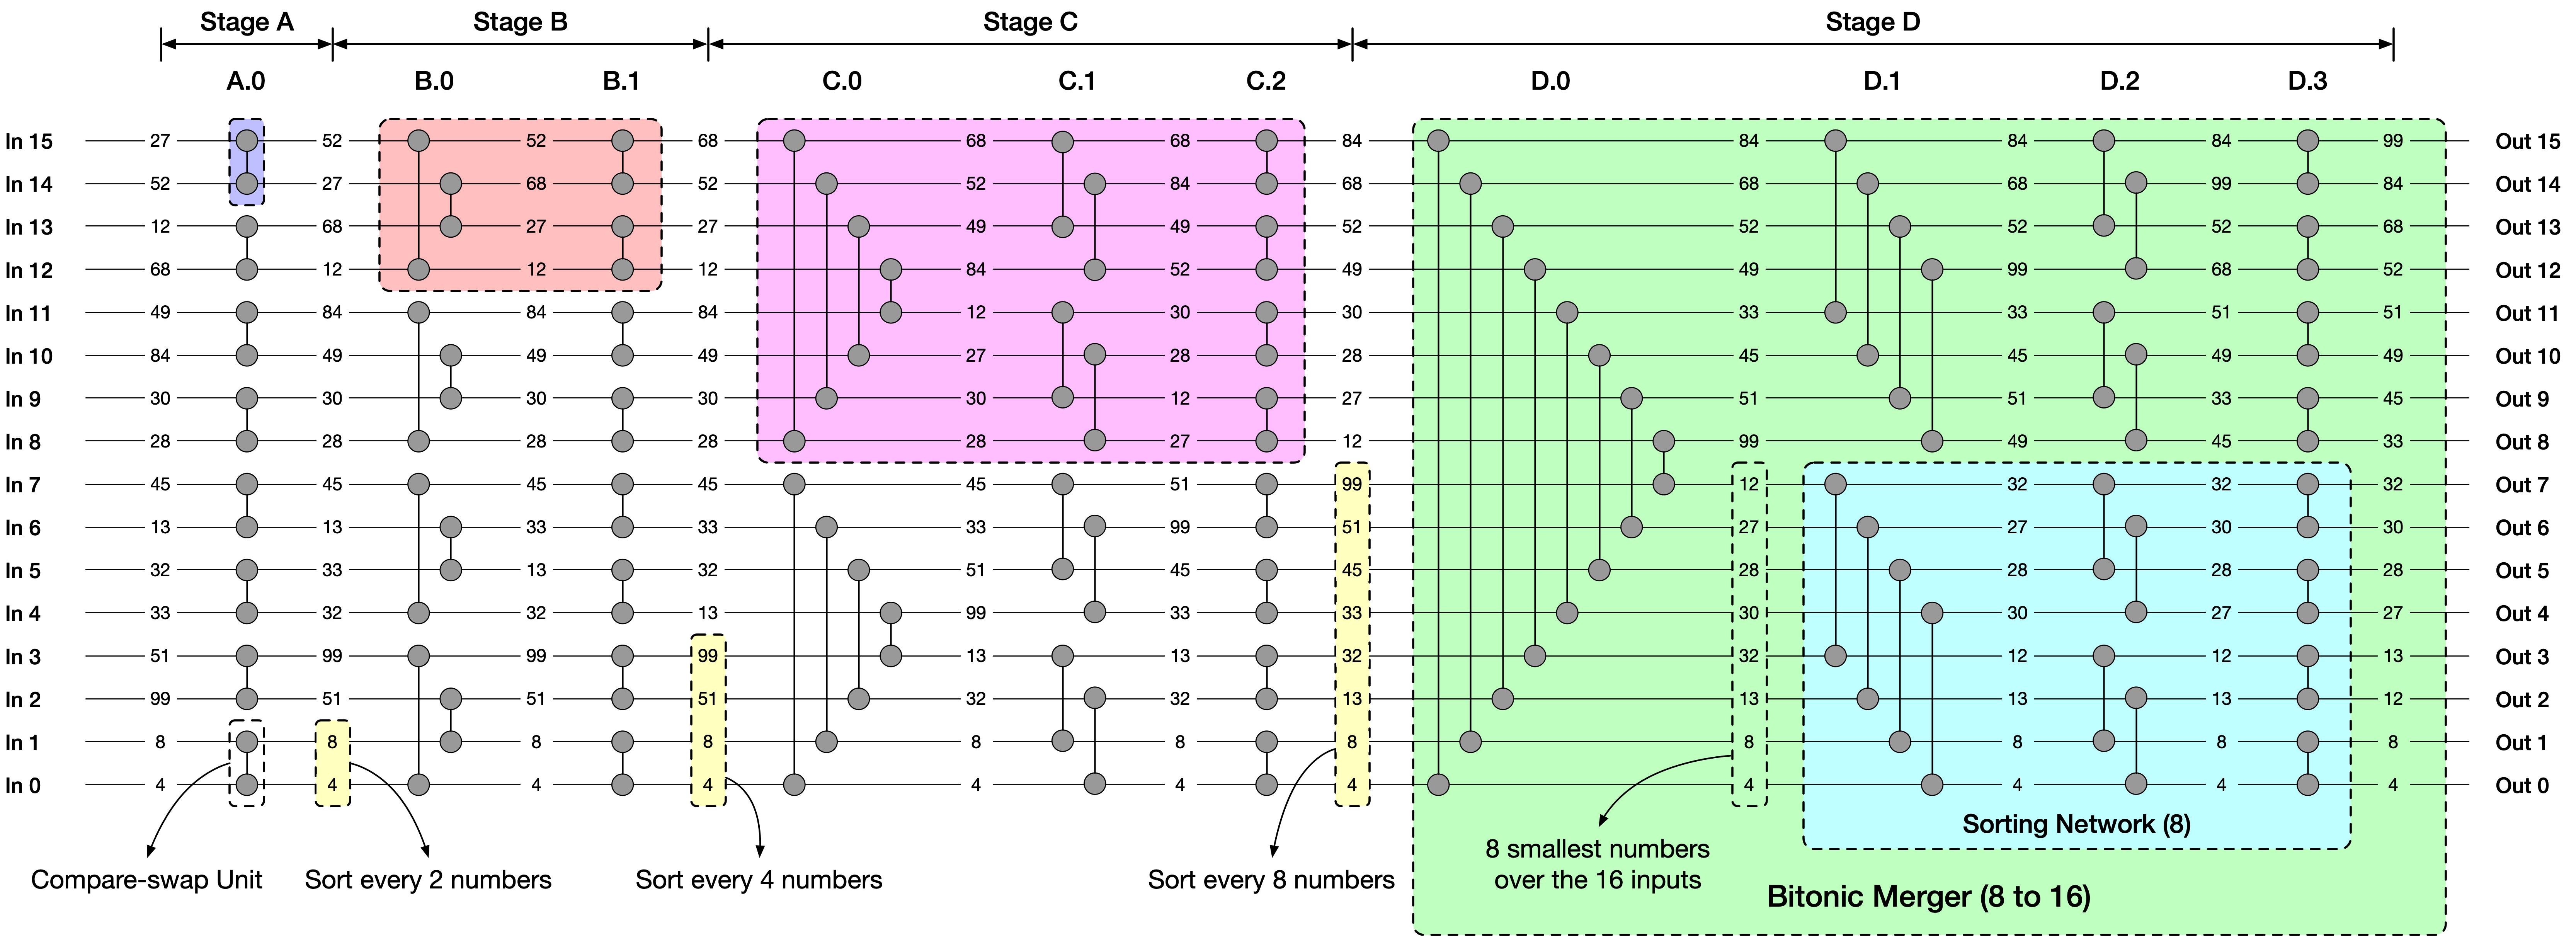 Stage A Stage B Stage C Stage D
A.0 B.0 B.1 C.0 C.1 C.2 D.0 D.1 D.2 D.3
In 15 27 52 52 68 68 68 84 84 84 84 99 Out 15
In 14 52 27 68 52 52 84 68 68 68 99 84 Out 14
In 13 12 68 27 27 49 49 52 52 52 52 68 Out 13
In 12 68 12 12 12 84 52 49 49 99 68 52 Out 12
In 11 49 84 84 84 12 30 30 33 33 51 51 Out 11
In 10 84 49 49 49 27 28 28 45 45 49 49 Out 10
In 9 30 30 30 30 30 12 27 51 51 33 45 Out 9
In 8 28 28 28 28 28 27 12 99 49 45 33 Out 8
In 7 45 45 45 45 45 51 99 12 32 32 32 Out 7
In 6 13 13 33 33 33 99 51 27 27 30 30 Out 6
In 5 32 33 13 32 51 45 45 28 28 28 28 Out 5
In 4 33 32 32 13 99 33 33 30 30 27 27 Out 4
In 3 51 99 99 99 13 13 32 32 12 12 13 Out 3
In 2 99 51 51 51 32 32 13 13 13 13 12 Out 2
In 1 8 8 8 8 8 8 8 8 8 8 8 Out 1
In 0 4 4 4 4 4 4 4 4 4 4 4 Out 0
Sorting Network (8)
Compare-swap Unit Sort every 2 numbers Sort every 4 numbers Sort every 8 numbers
8 smallest numbers
over the 16 inputs
Bitonic Merger (8 to 16)